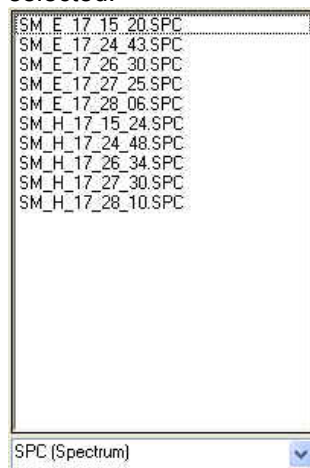 SM_E_17_15_20.SPC
SM_E_17_24_43.SPC
SM_E_17_26_30.SPC
SM_E_17_27_25.SPC
SM_E_17_28_06.SPC
SM_H_17_15_24.SPC
SM_H_17_24_48.SPC
SM_H_17_26_34.SPC
SM_H_17_27_30.SPC
SM_H_17_28_10.SPC
SPC (Spectrum)